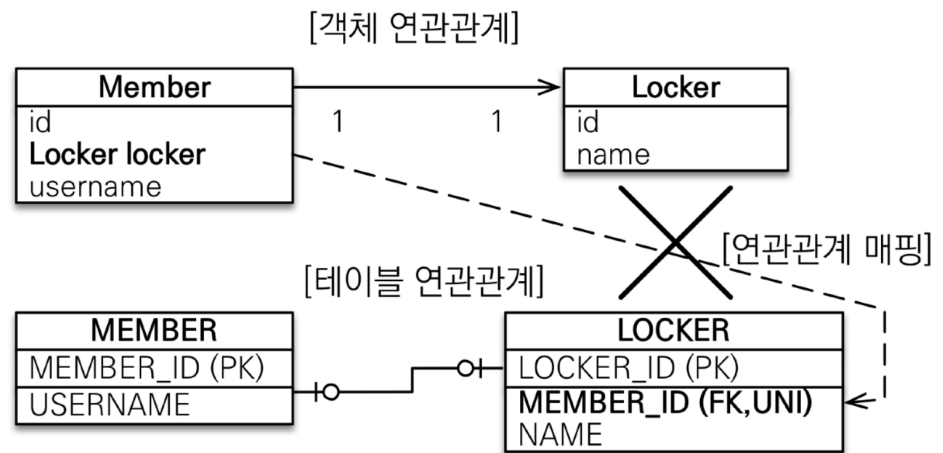 [객체 연관관계]
Member
id
Locker locker
username
1
1
Locker
id
name
[연관관계 매핑]
[테이블 연관관계]
MEMBER
MEMBER_ID (PK)
USERNAME
LOCKER
LOCKER_ID (PK)
MEMBER_ID (FK,UNI)
NAME